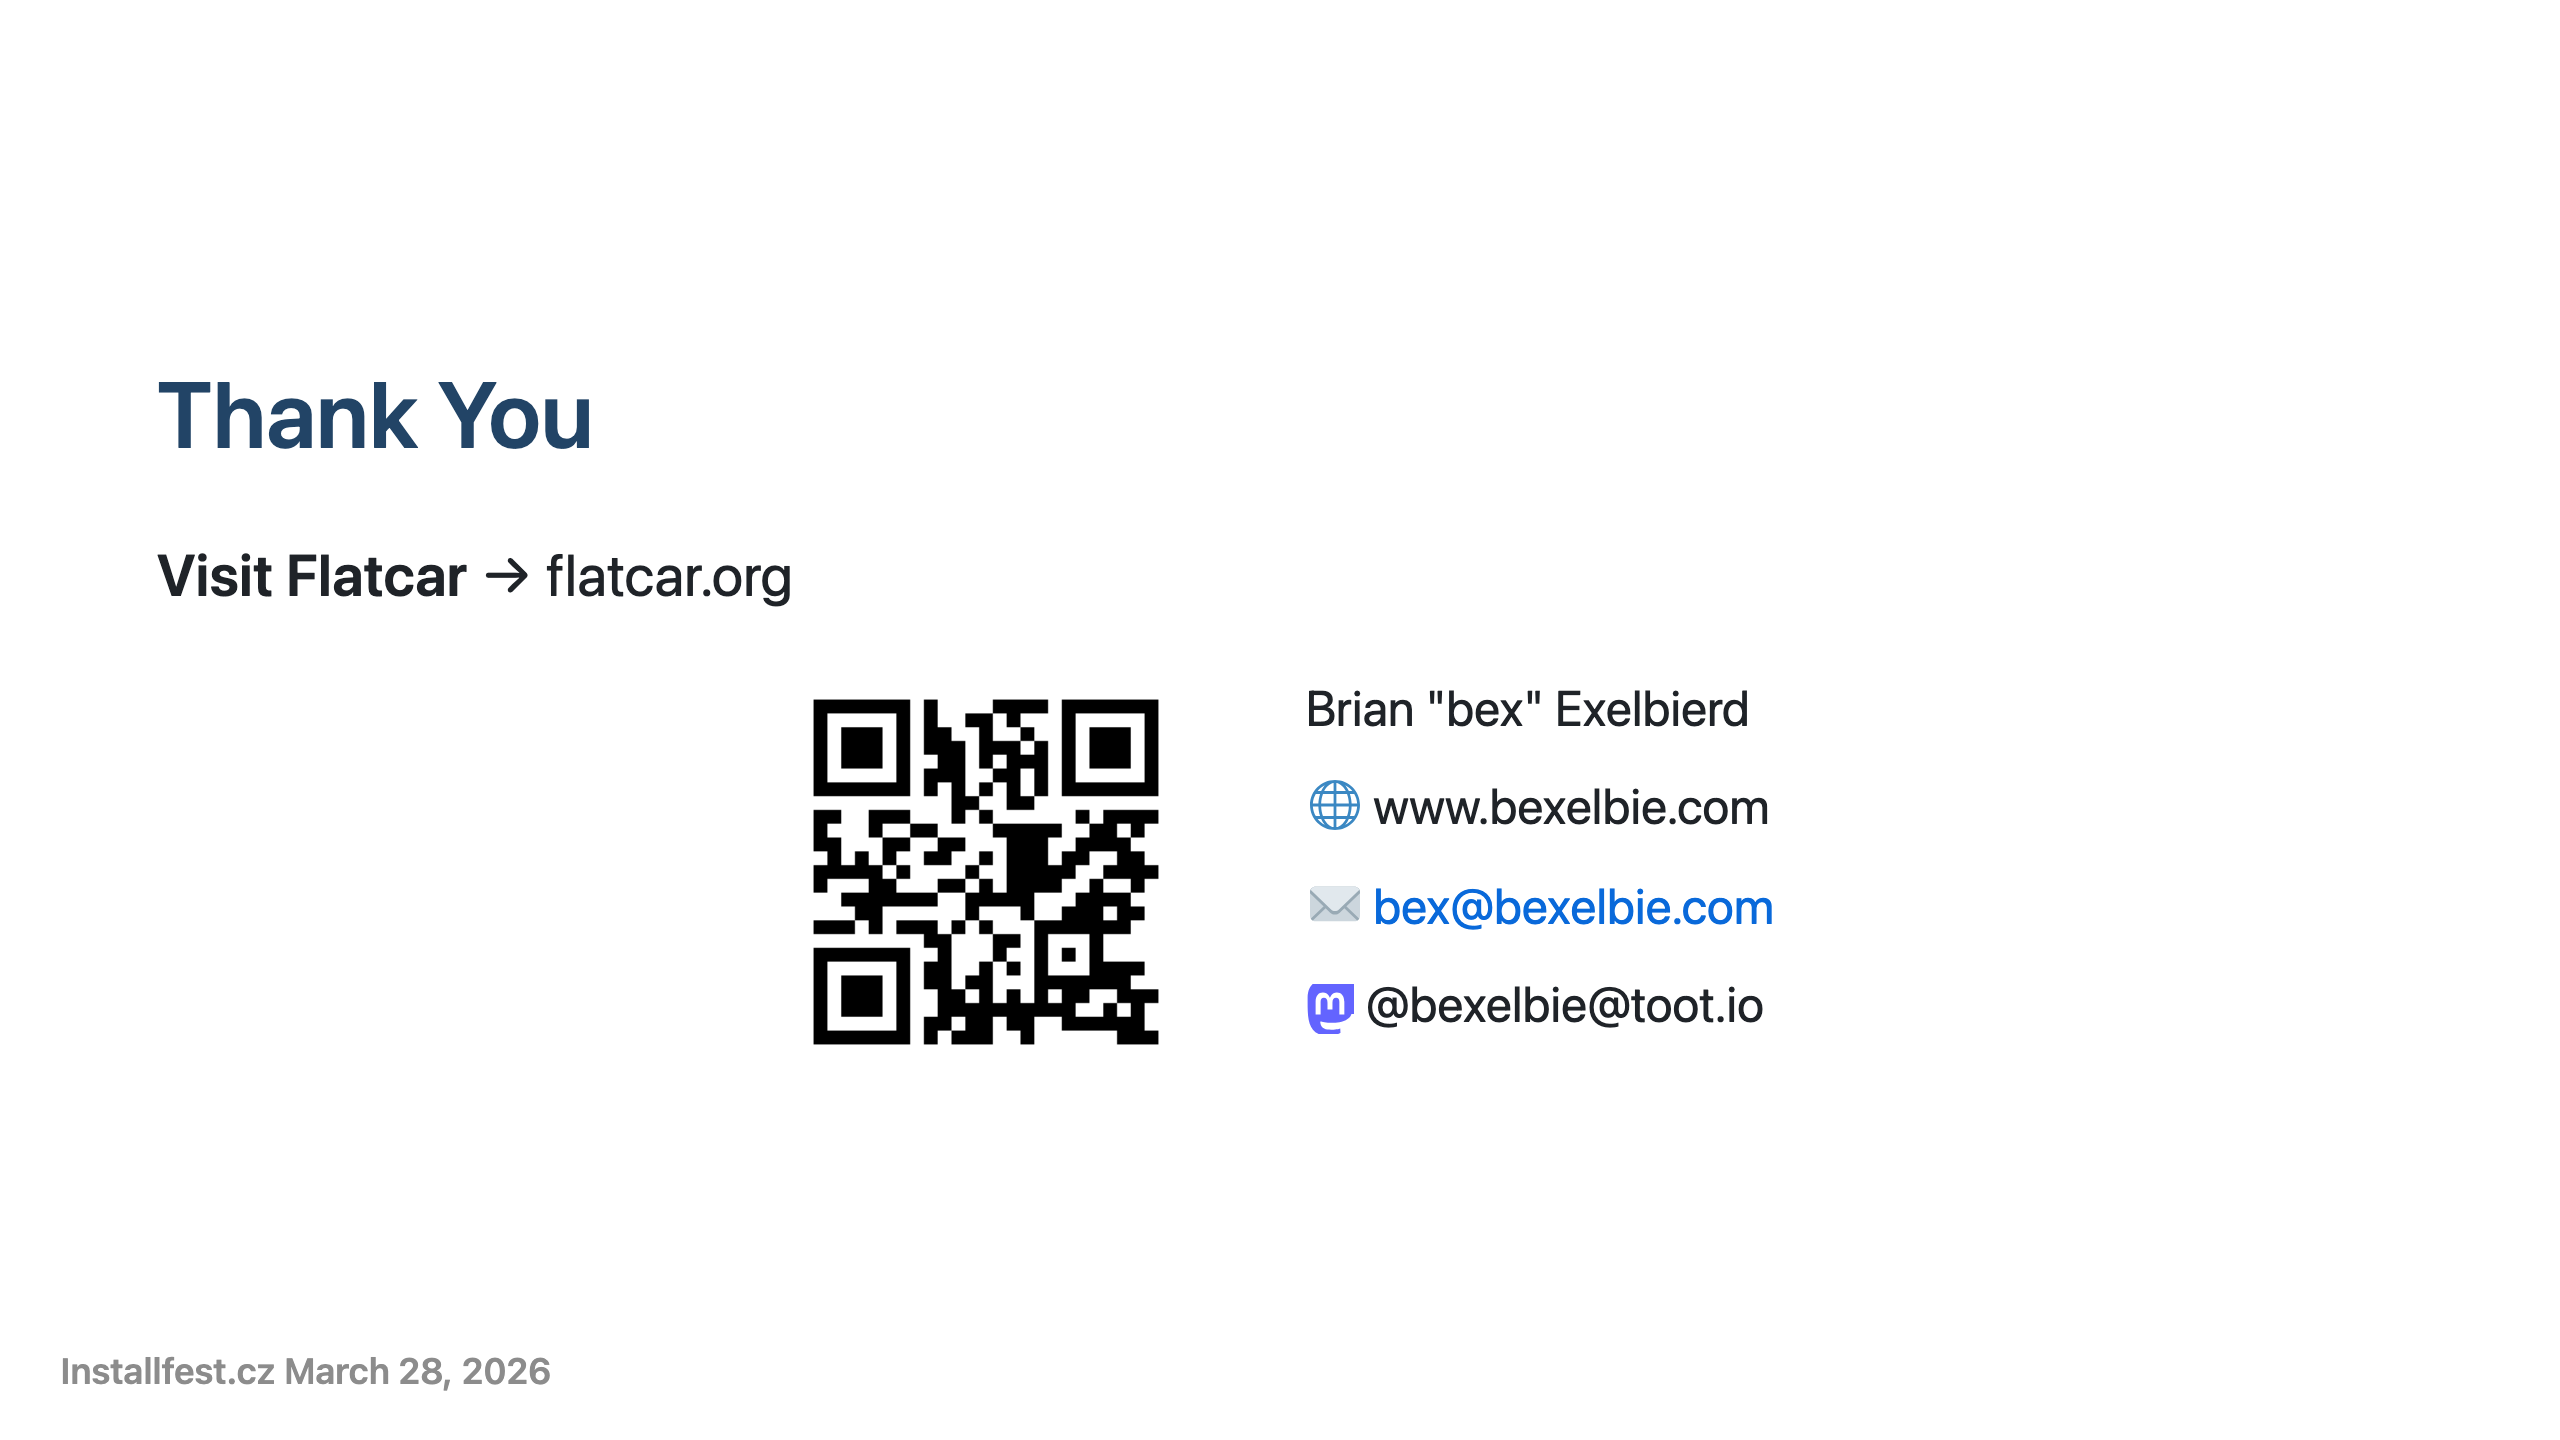 Thank You
Visit Flatcar → flatcar.org
Brian "bex" Exelbierd
www.bexelbie.com
bex@bexelbie.com
@bexelbie@toot.io
Installfest.cz March 28, 2026